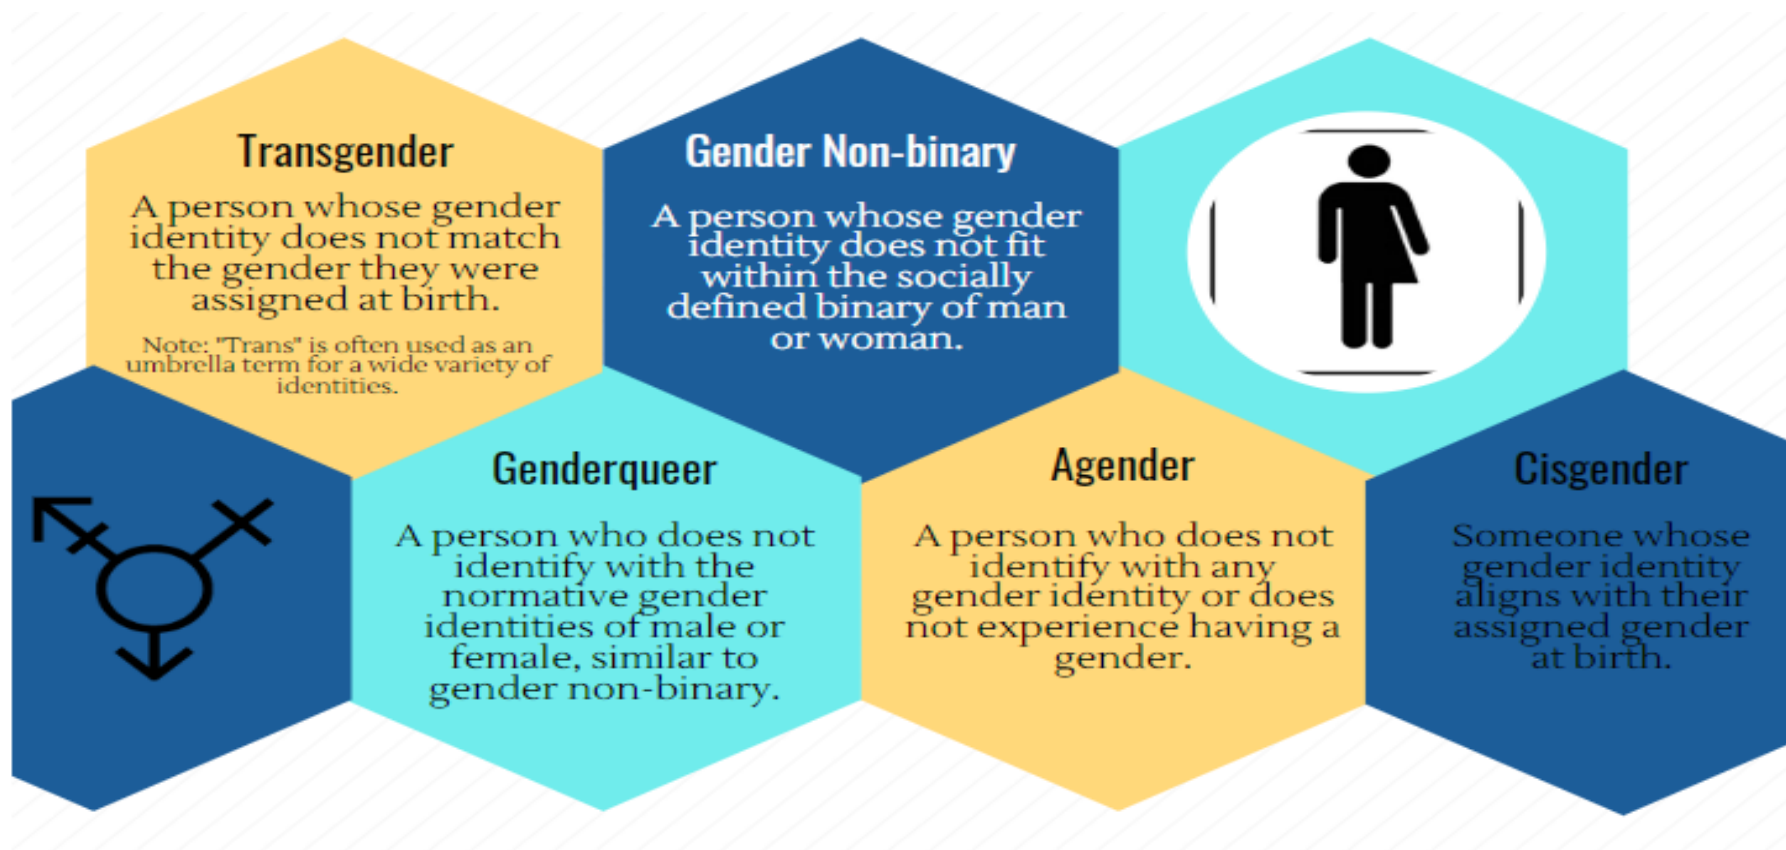 Transgender
A person whose gender
identity does not match
the gender they were
assigned at birth.
Note: "Trans" is often used as an
umbrella term for a wide variety of
identities.
Gender Non-binary
A person whose gender
identity does not fit
within the socially
defined binary of man
or woman.
Genderqueer
A person who does not
identify with the
normative gender
identities of male or
female, similar to
gender non-binary.
Agender
A person who does not
identify with any
gender identity or does
not experience having a
gender.
Cisgender
Someone whose
gender identity
aligns with their
assigned gender
at birth.